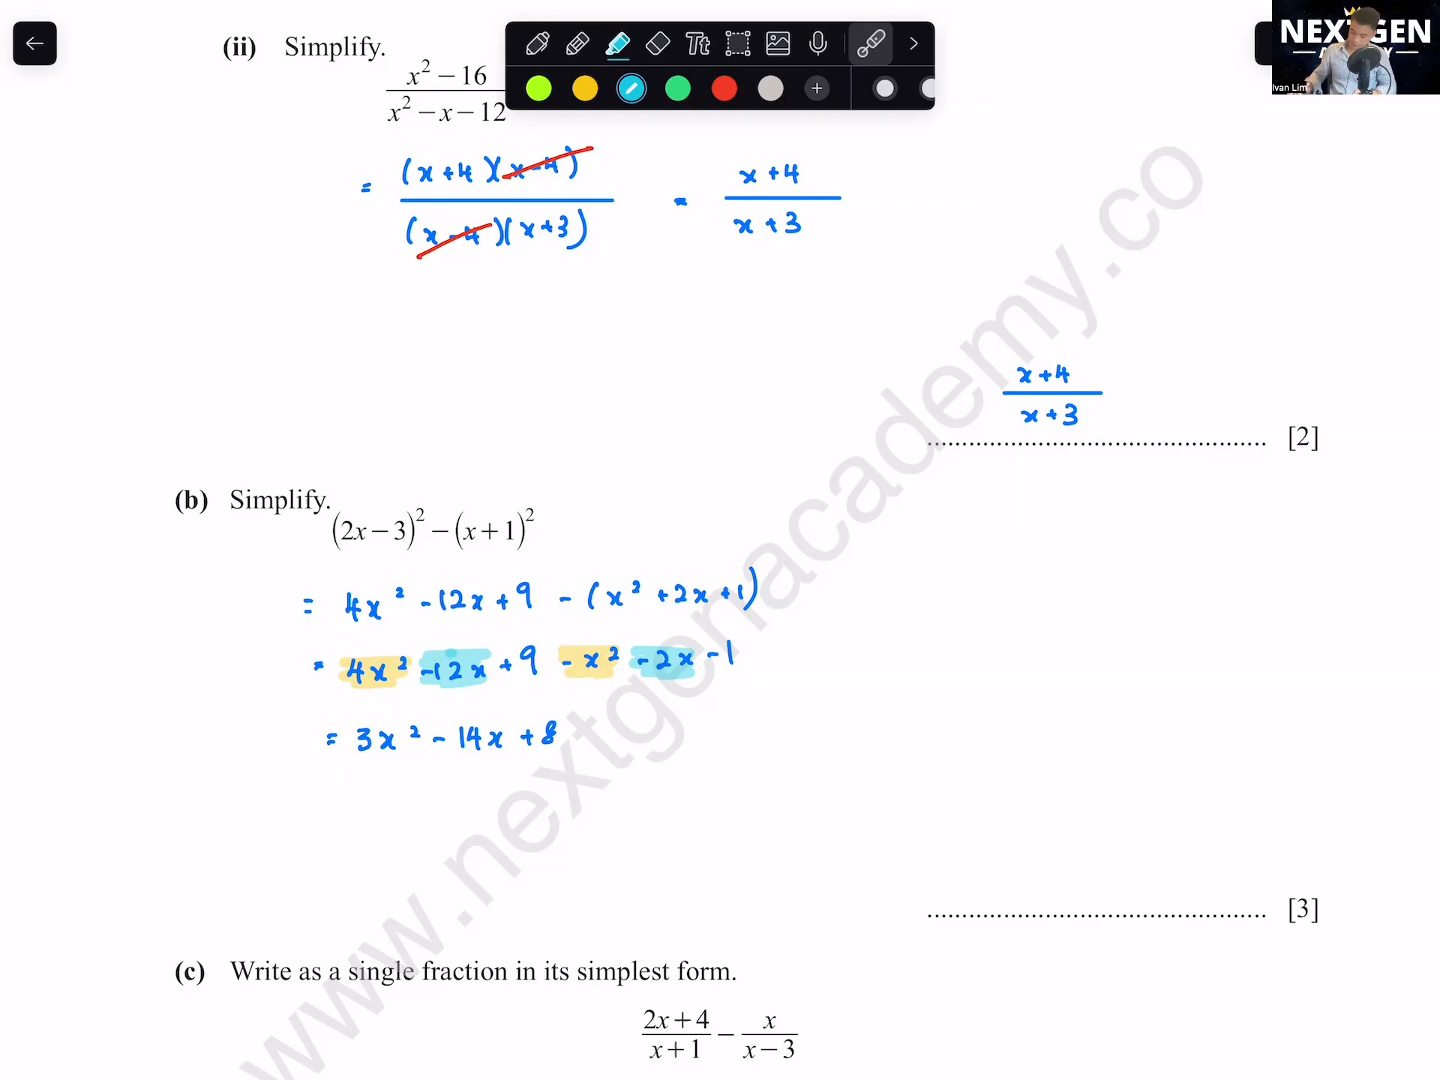 (ii) Simplify.
x² − 16
x² − x − 12
Tt
NEXTGEN
Ivan Lim
= (x+4)(x-4) / (x-4)(x+3) = x+4 / x+3
x+4
x+3
[2]
(b) Simplify.
(2x − 3)² − (x + 1)²
= 4x² -12x +9 - (x² +2x +1)
= 4x² -12x +9 -x² -2x -1
= 3x² - 14x +8
[3]
(c) Write as a single fraction in its simplest form.
2x + 4 / x + 1 − x / x − 3
www.nextgenacademy.co